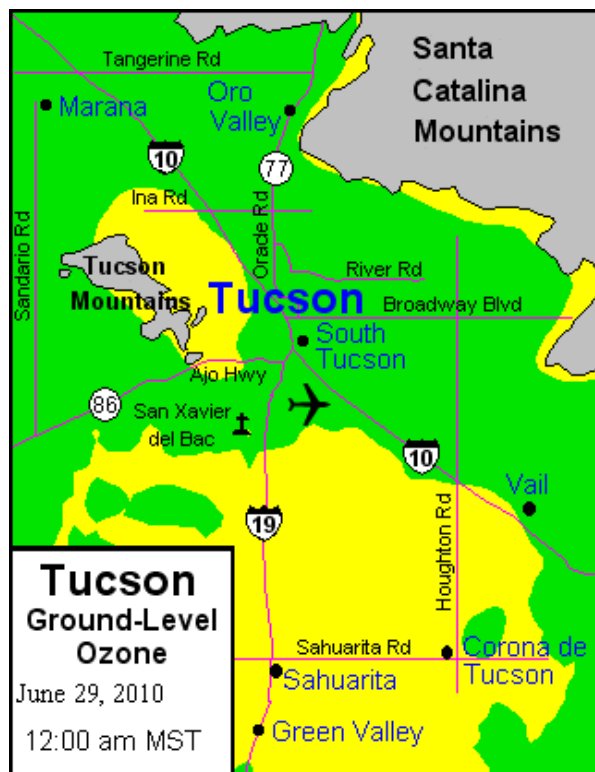 Santa
Catalina
Mountains
Tangerine Rd
Marana
Oro
Valley
10
77
Ina Rd
Sandario Rd
Oracle Rd
Tucson
Mountains
River Rd
Tucson
Broadway Blvd
South
Tucson
Ajo Hwy
86
San Xavier
del Bac
10
Vail
19
Houghton Rd
Tucson
Ground-Level
Ozone
June 29, 2010
12:00 am MST
Sahuarita Rd
Corona de
Tucson
Sahuarita
Green Valley